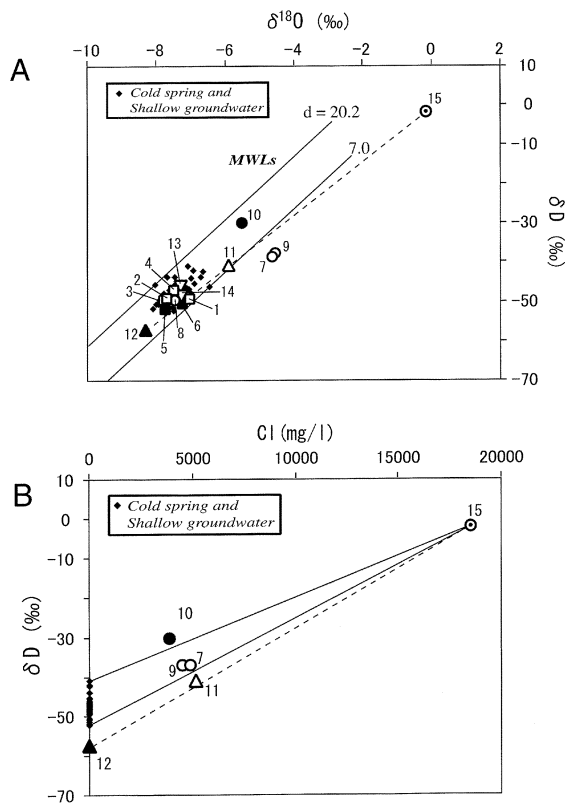 δ¹⁸O (‰)
-10 -8 -6 -4 -2 0 2
A
Cold spring and
Shallow groundwater
10
0
-10
-30
-50
-70
δ D (‰)
d = 20.2
7.0
MWLs
15
10
13
11
9
7
4
2
3
14
1
12
5
8
6
Cl(mg/l)
0 5000 10000 15000 20000
B
10
0
-10
-30
-50
-70
δ D (‰)
Cold spring and
Shallow groundwater
15
10
9
7
11
12